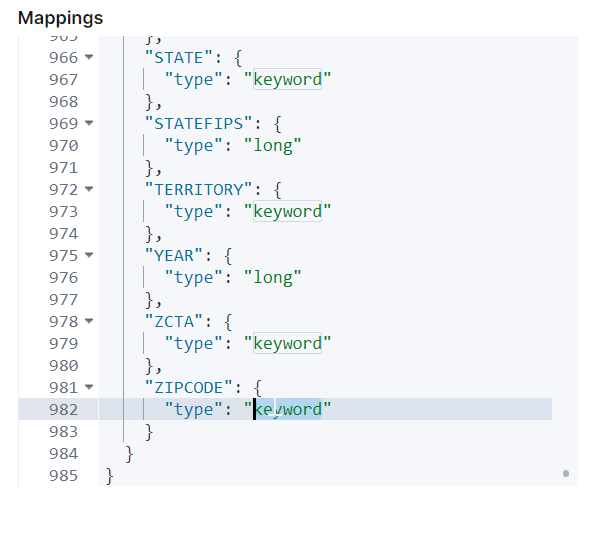 Mappings
965 },
966 "STATE": {
967 "type": "keyword"
968 },
969 "STATEFIPS": {
970 "type": "long"
971 },
972 "TERRITORY": {
973 "type": "keyword"
974 },
975 "YEAR": {
976 "type": "long"
977 },
978 "ZCTA": {
979 "type": "keyword"
980 },
981 "ZIPCODE": {
982 "type": "keyword"
983 }
984 }
985 }